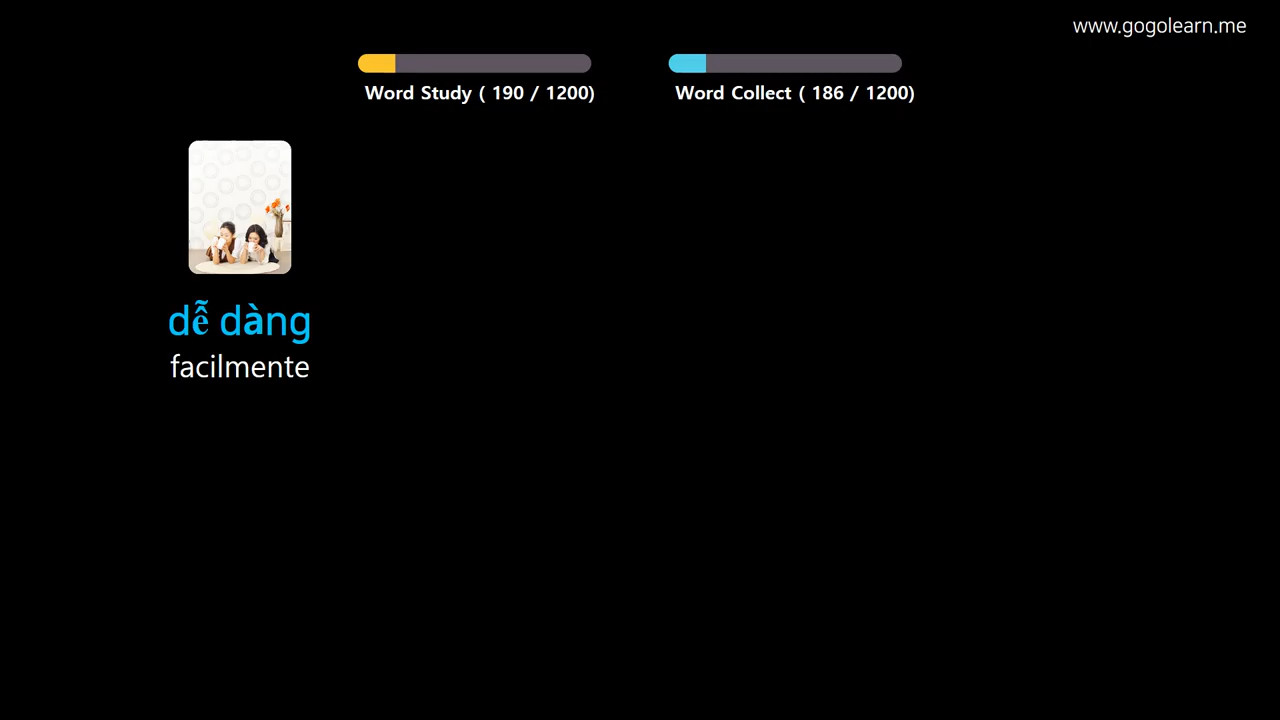 www.gogolearn.me
Word Study ( 190 / 1200)
Word Collect ( 186 / 1200)
dễ dàng
facilmente